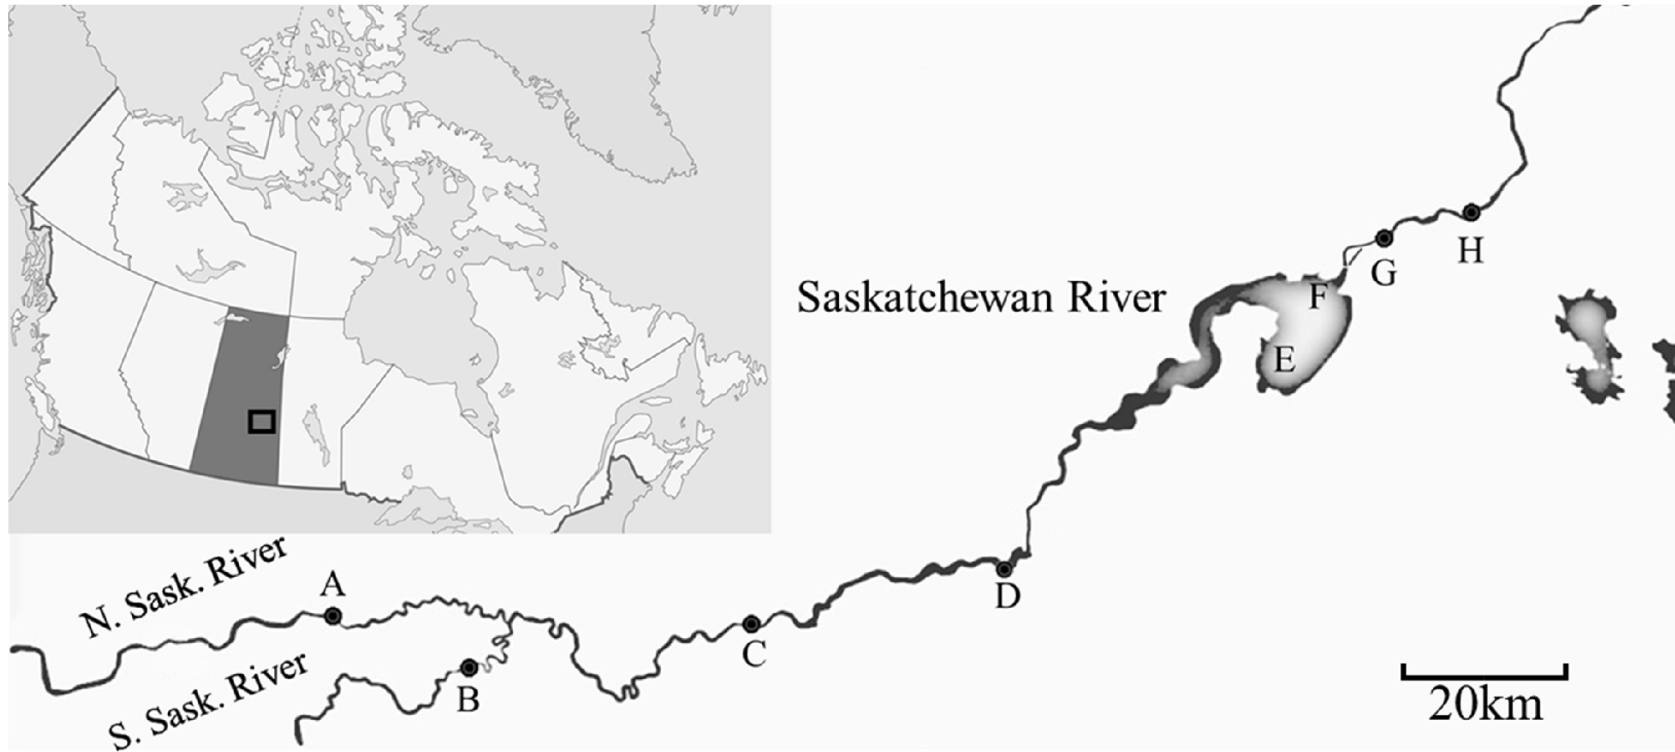 Saskatchewan River
N. Sask. River
S. Sask. River
A
B
C
D
E
F
G
H
20km